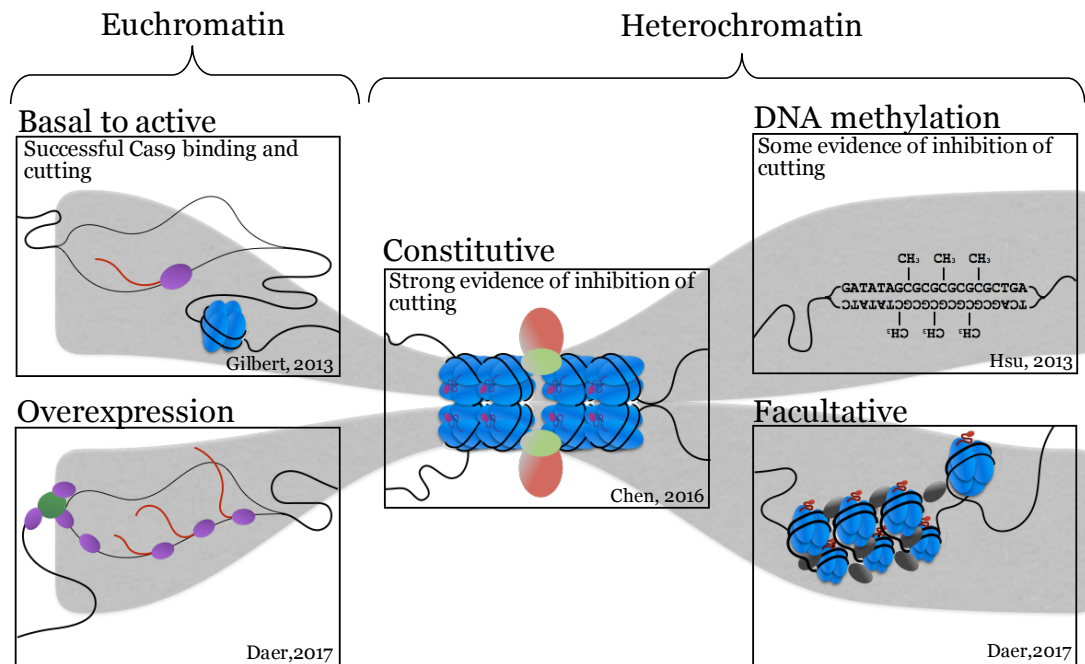 Euchromatin
Heterochromatin
Basal to active
Successful Cas9 binding and
cutting
Gilbert, 2013
Overexpression
Daer,2017
Constitutive
Strong evidence of inhibition of
cutting
Chen, 2016
DNA methylation
Some evidence of inhibition of
cutting
CH₃ CH₃ CH₃
GATATAGCGCGCGCGCTGA
CTATATCGCGCGCGCGACT
CH₃ CH₃ CH₃
Hsu, 2013
Facultative
Daer,2017